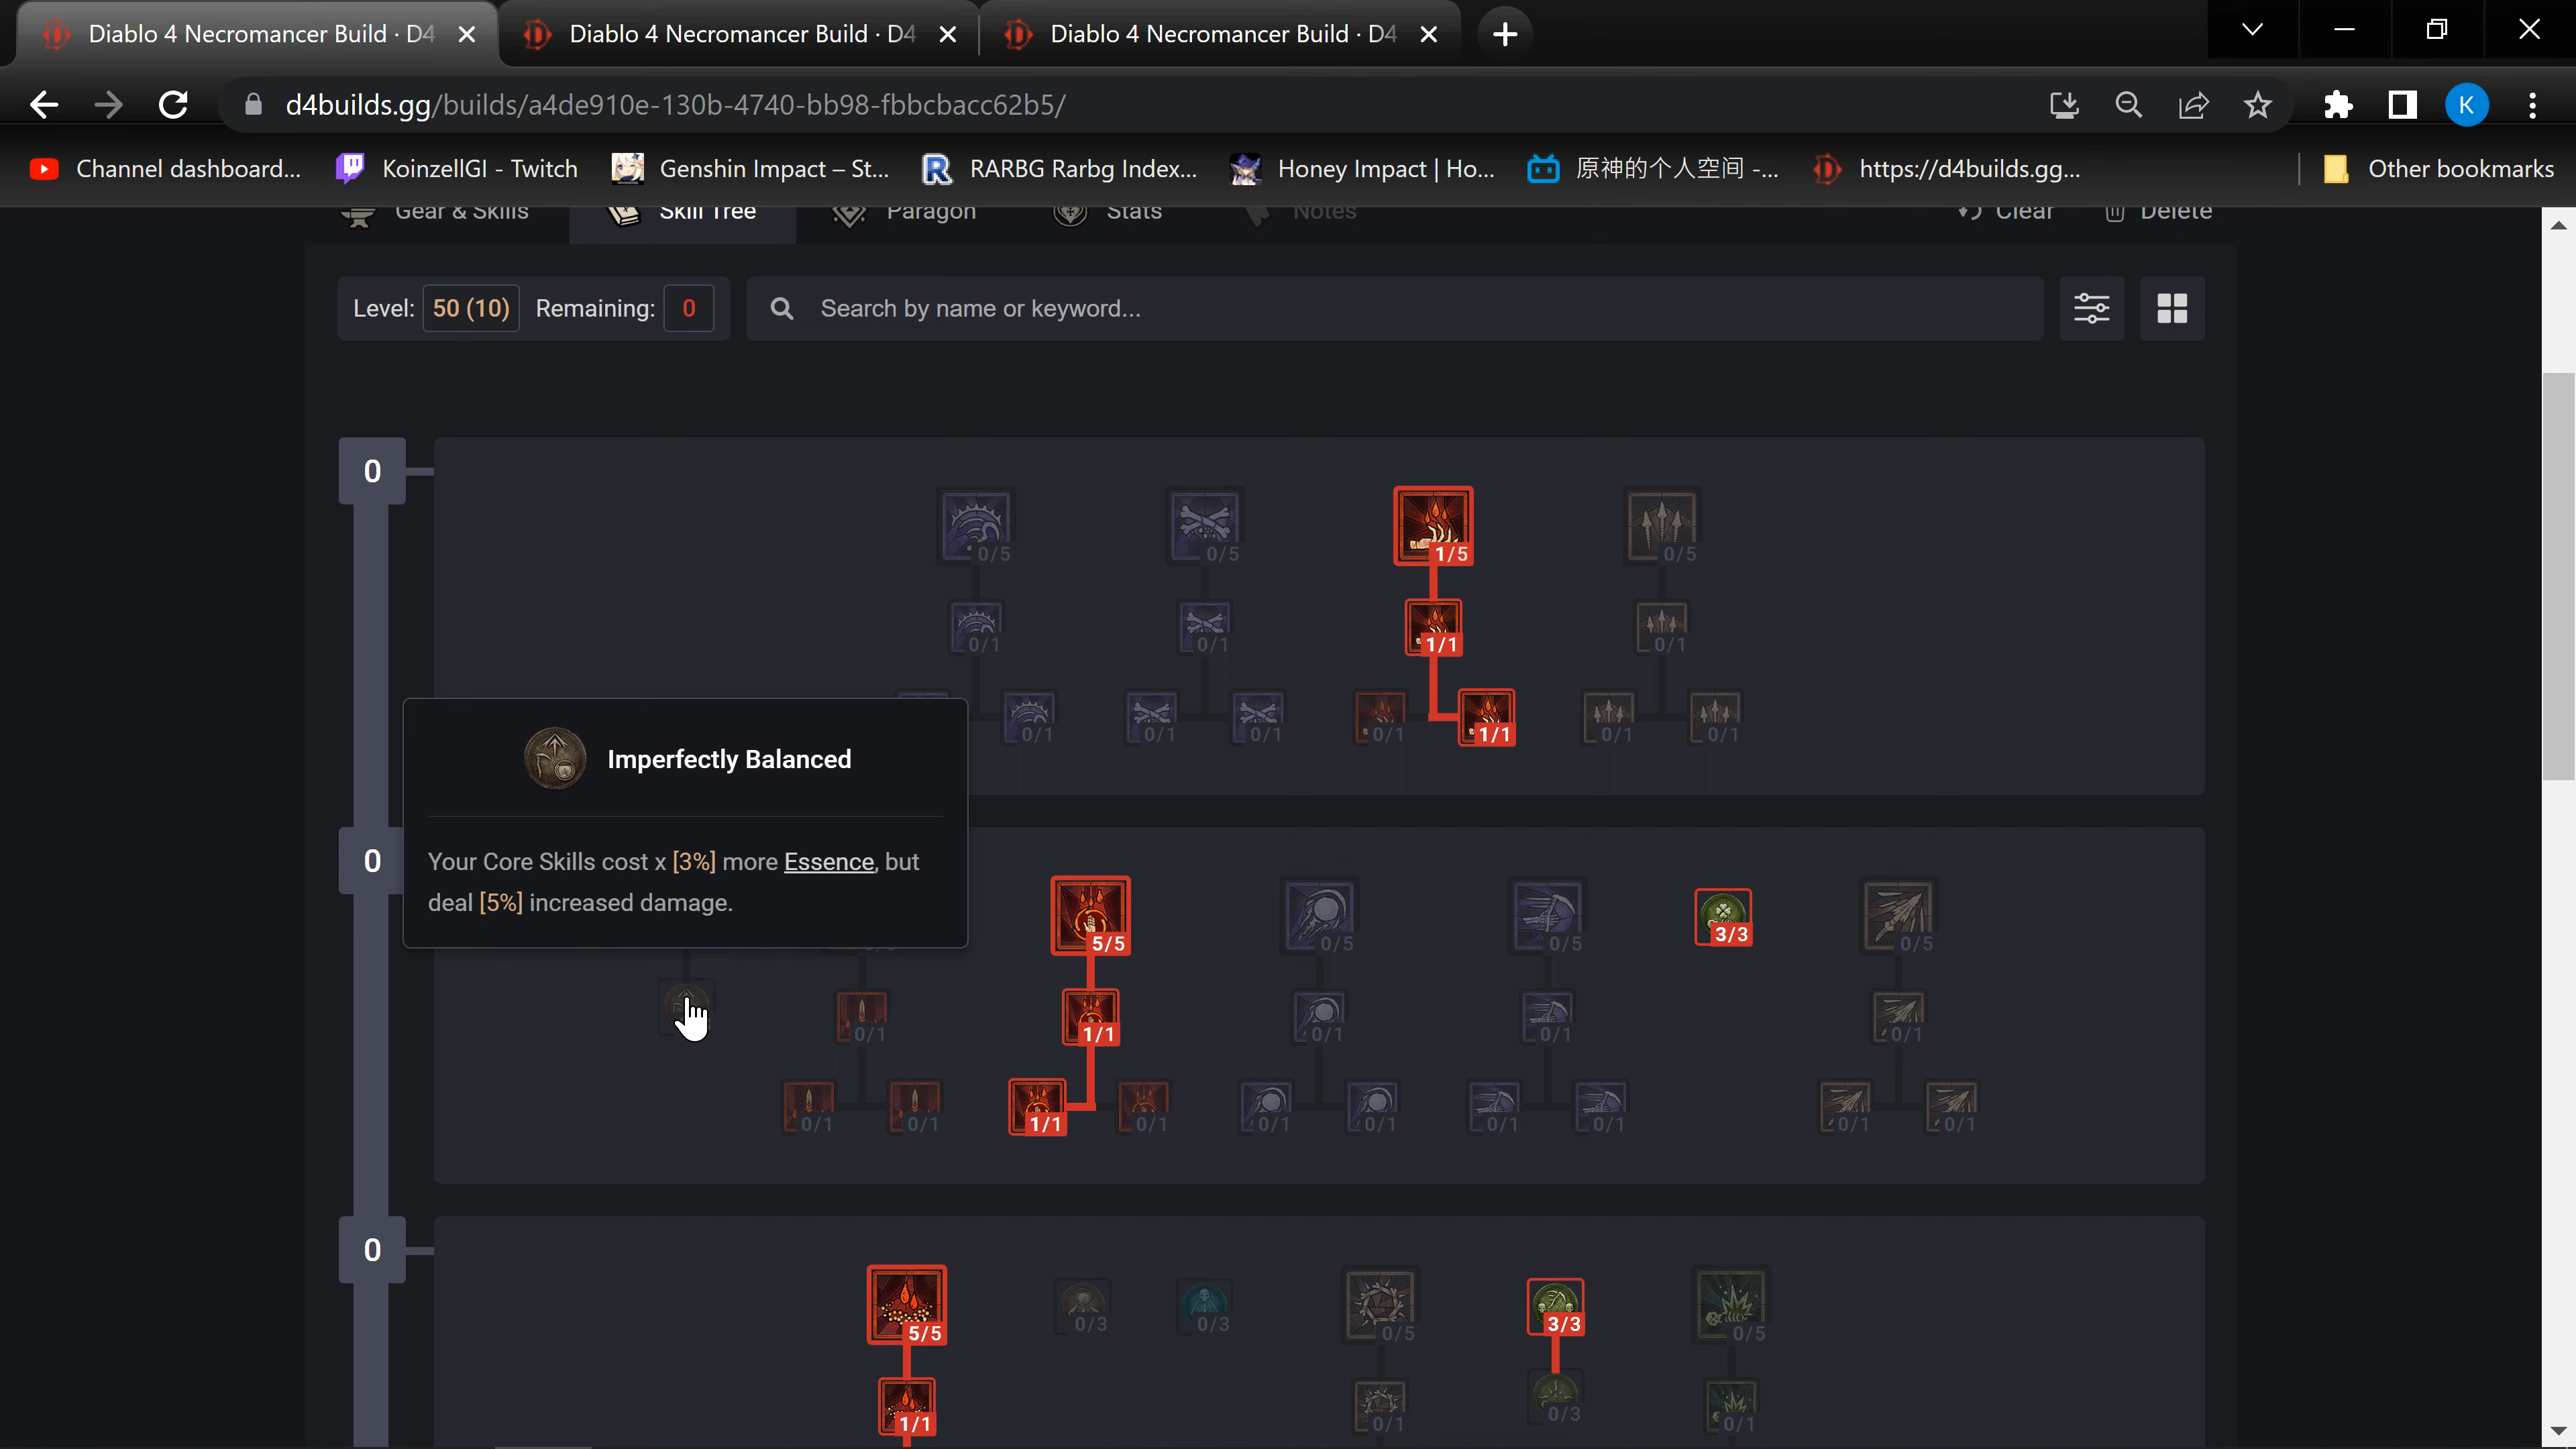 Diablo 4 Necromancer Build · D4 Diablo 4 Necromancer Build · D4 Diablo 4 Necromancer Build · D4
d4builds.gg/builds/a4de910e-130b-4740-bb98-fbbcbacc62b5/ K
Channel dashboard... KoinzellGI - Twitch Genshin Impact – St... RARBG Rarbg Index... Honey Impact | Ho... 原神的个人空间 -... https://d4builds.gg... Other bookmarks
Gear & Skills Skill Tree Paragon Stats Notes Clear Delete
Level: 50 (10) Remaining: 0 Search by name or keyword...
0
0/5 0/5 1/5 0/5
0/1 0/1 1/1 0/1
0/1 0/1 0/1 0/1 1/1 0/1 0/1
Imperfectly Balanced
Your Core Skills cost x [3%] more Essence, but
deal [5%] increased damage.
0
5/5 0/5 0/5 3/3 0/5
0/1 1/1 0/1 0/1 0/1
0/1 0/1 1/1 0/1 0/1 0/1 0/1 0/1 0/1 0/1
0
5/5 0/3 0/3 0/5 3/3 0/5
1/1 0/1 0/3 0/1